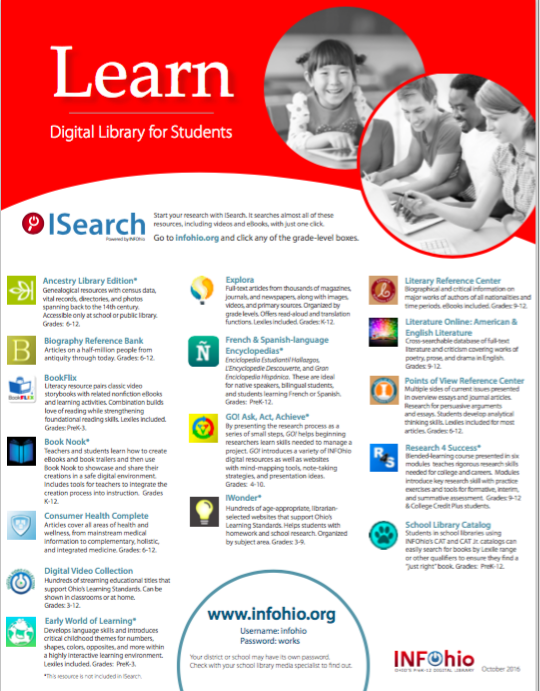 Learn
Digital Library for Students
ISearch
Powered by INFOhio
Start your research with ISearch. It searches almost all of these
resources, including videos and eBooks, with just one click.
Go to infohio.org and click any of the grade-level boxes.
Ancestry Library Edition*
Genealogical resources with census data,
vital records, directories, and photos
spanning back to the 14th century.
Accessible only at school or public library.
Grades: 6-12.
B
Biography Reference Bank
Articles on a half-million people from
antiquity through today. Grades: 6-12.
BookFLIX
BookFlix
Literacy resource pairs classic video
storybooks with related nonfiction eBooks
and learning activities. Combination builds
love of reading while strengthening
foundational reading skills. Lexiles included.
Grades: PreK-3.
Book Nook*
Teachers and students learn how to create
eBook and book trailers and then use
Book Nook to showcase and share their
creations in a safe digital environment.
Includes tools for teachers to integrate the
creation process into instruction. Grades:
K-12.
Consumer Health Complete
Articles cover all areas of health and
wellness, from mainstream medical
information to complementary, holistic,
and integrated medicine. Grades: 6-12.
Digital Video Collection
Hundreds of streaming educational titles that
support Ohio's Learning Standards. Can be
shown in classrooms or at home.
Grades: 3-12.
Early World of Learning*
Develops language skills and introduces
critical childhood themes for numbers,
shapes, colors, opposites, and more within
a highly interactive learning environment.
Lexiles included. Grades: PreK-3.
*This resource is not included in ISearch.
Explora
Full-text articles from thousands of magazines,
journals, and newspapers, along with images,
videos, and primary sources. Organized by
grade levels. Offers read-aloud and translation
functions. Lexiles included. Grades: K-12.
Ñ
French & Spanish-language
Encyclopedias*
Enciclopedia Estudiantil Hallazgos,
L'Encyclopedie Decouverte, and Gran
Enciclopedia Hispánica. These are ideal
for native speakers, bilingual students,
and students learning French or Spanish.
Grades: PreK-12.
GO! Ask, Act, Achieve*
By presenting the research process as a
series of small steps, GO! helps beginning
researchers learn skills needed to manage a
project. GO! introduces a variety of INFOhio
digital resources as well as websites
with mind-mapping tools, note-taking
strategies, and presentation ideas.
Grades: 4-10.
IWonder*
Hundreds of age-appropriate, librarian-
selected websites that support Ohio's
Learning Standards. Helps students with
homework and school research. Organized
by subject area. Grades: 3-9.
Literary Reference Center
Biographical and critical information on
major works of authors of all nationalities and
time periods. eBooks included. Grades: 9-12.
Literature Online: American &
English Literature
Cross-searchable database of full-text
literature and criticism covering works of
poetry, prose, and drama in English.
Grades: 9-12.
Points of View Reference Center
Multiple sides of current issues presented
in overview essays and journal articles.
Research for persuasive arguments
and essays. Students develop analytical
thinking skills. Lexiles included for most
articles. Grades: 6-12.
R4S
Research 4 Success*
Blended-learning course presented in six
modules teaches rigorous research skills
needed for college and careers. Modules
introduce key research skill with practice
exercises and tools for formative, interim,
and summative assessment. Grades: 9-12
& College Credit Plus students.
School Library Catalog
Students in school libraries using
INFOhio's CAT and CAT Jr. catalogs can
easily search for books by Lexile range
or other qualifiers to ensure they find a
"just right" book. Grades: PreK-12.
www.infohio.org
Username: infohio
Password: works
Your district or school may have its own password.
Check with your school library media specialist to find out.
INFOhio
OHIO'S PreK-12 DIGITAL LIBRARY
October 2016